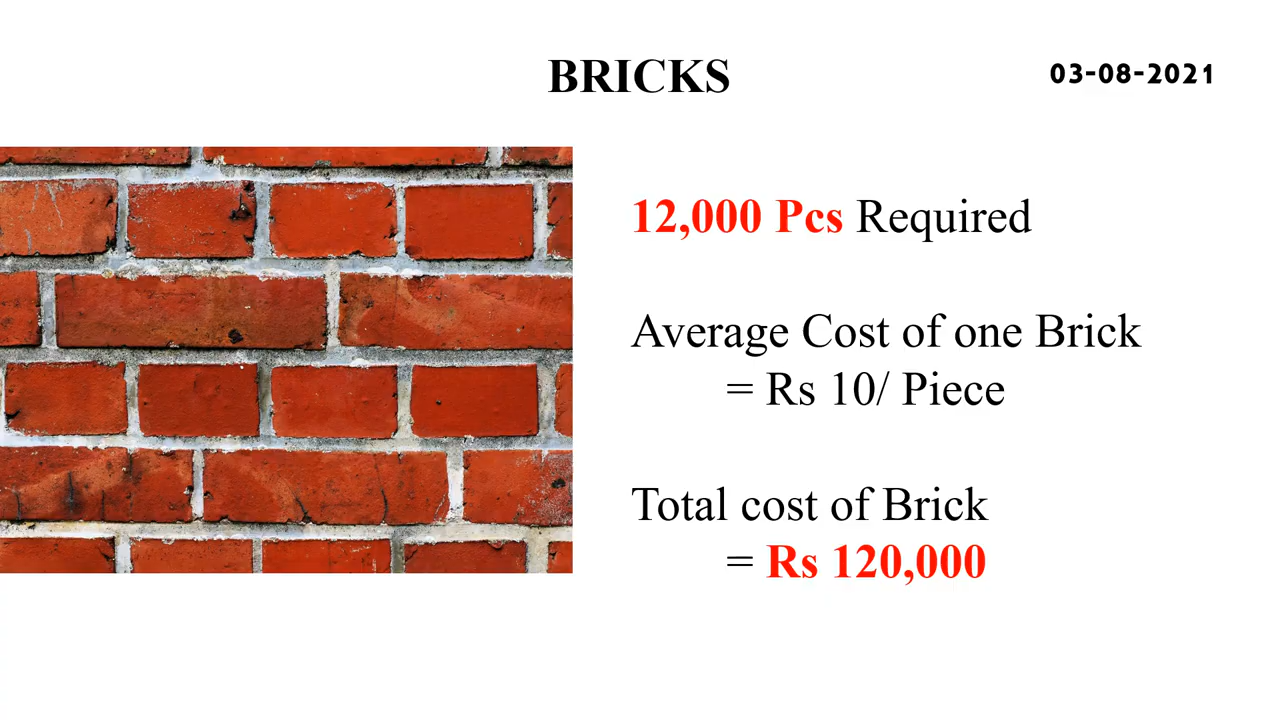 BRICKS
03-08-2021
12,000 Pcs Required
Average Cost of one Brick
= Rs 10/ Piece
Total cost of Brick
= Rs 120,000